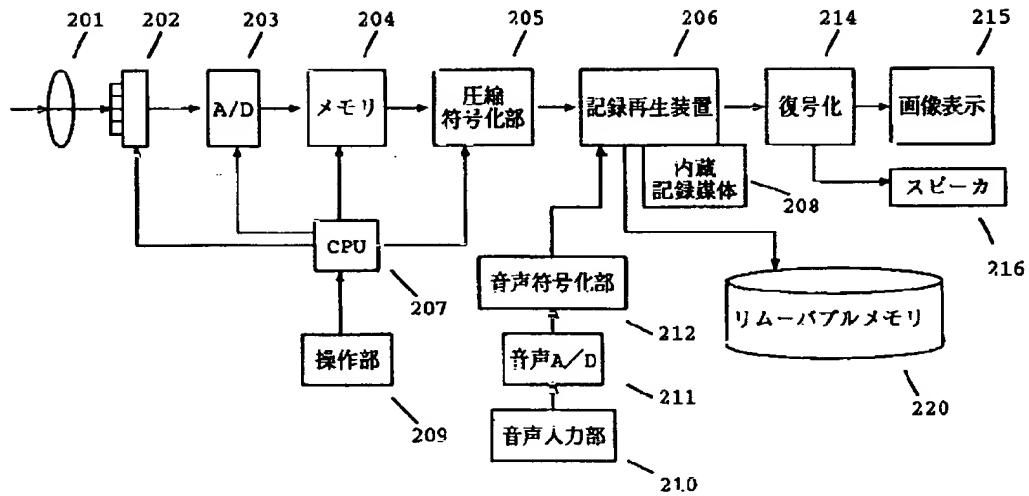 201
202
203
204
205
206
214
215
A/D
メモリ
圧縮
符号化部
記録再生装置
復号化
画像表示
内蔵
記録媒体
208
スピーカ
216
CPU
207
音声符号化部
212
リムーバブルメモリ
220
操作部
209
音声A/D
211
音声入力部
210